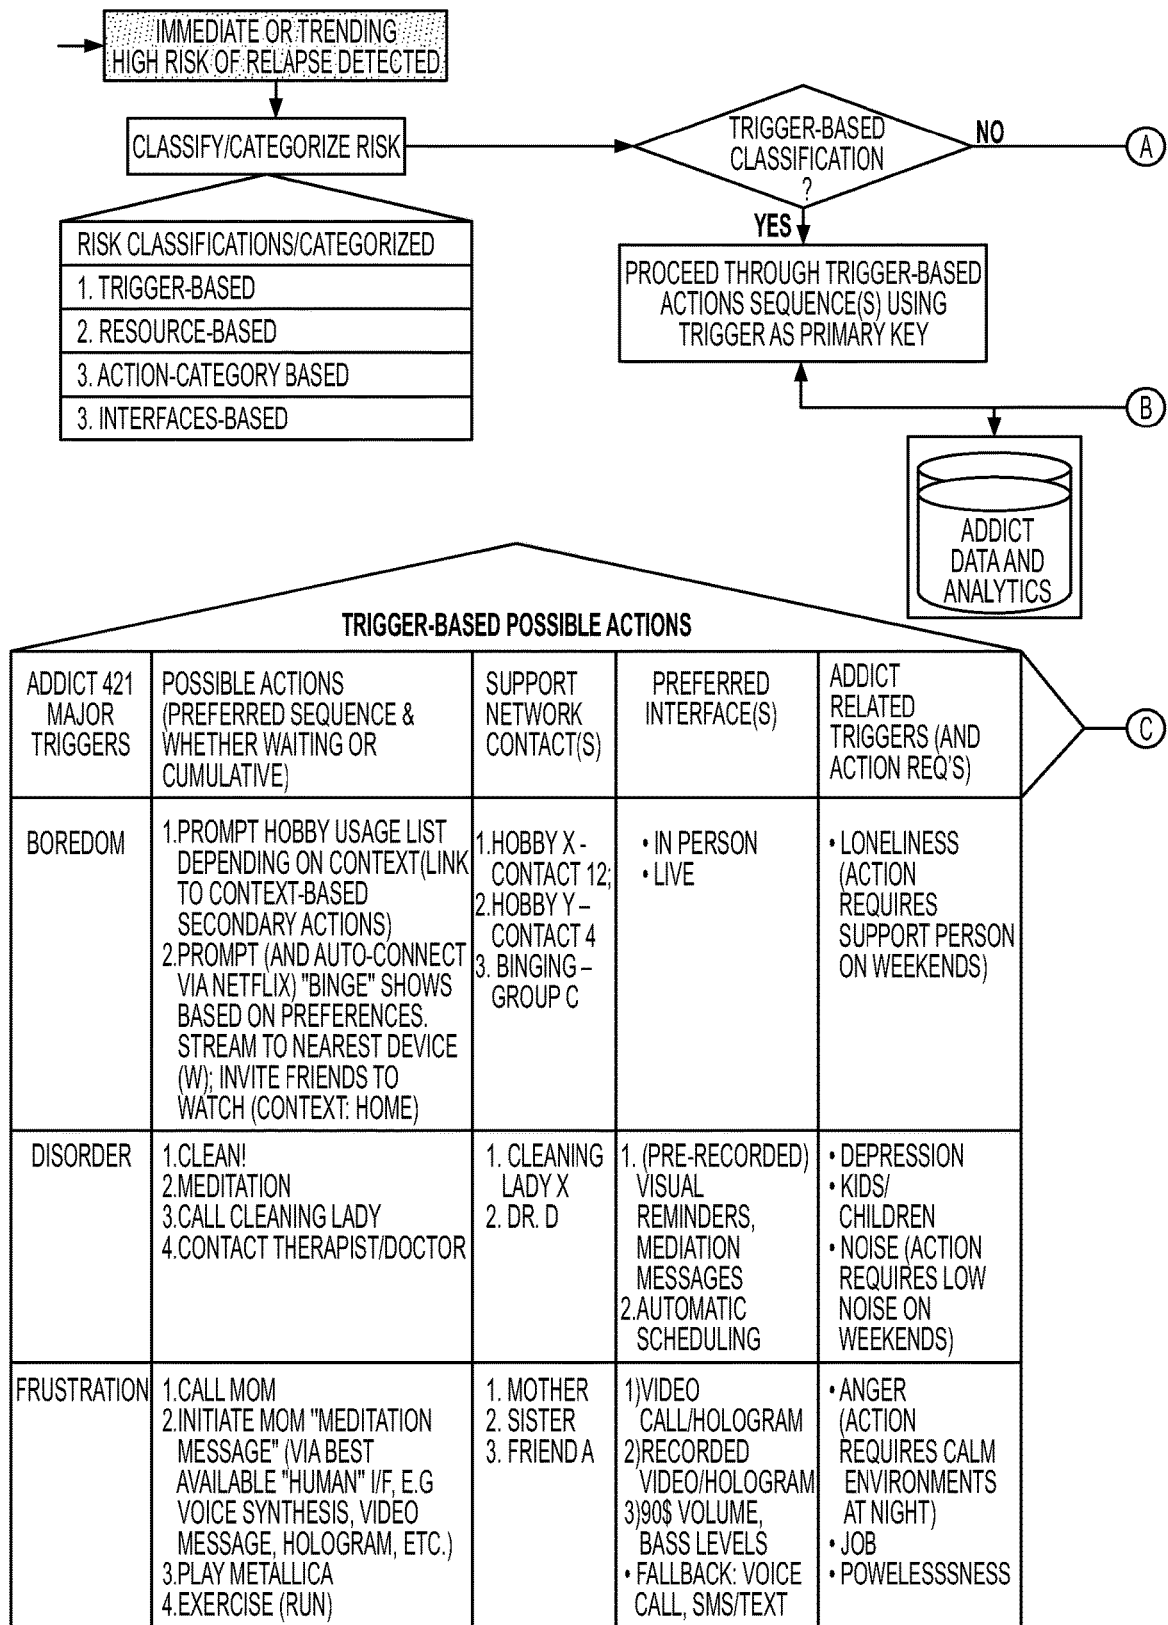 IMMEDIATE OR TRENDING
HIGH RISK OF RELAPSE DETECTED
CLASSIFY/CATEGORIZE RISK
TRIGGER-BASED
CLASSIFICATION
?
NO
A
YES
RISK CLASSIFICATIONS/CATEGORIZED
1. TRIGGER-BASED
2. RESOURCE-BASED
3. ACTION-CATEGORY BASED
3. INTERFACES-BASED
PROCEED THROUGH TRIGGER-BASED
ACTIONS SEQUENCE(S) USING
TRIGGER AS PRIMARY KEY
B
ADDICT
DATA AND
ANALYTICS
TRIGGER-BASED POSSIBLE ACTIONS
ADDICT 421
MAJOR
TRIGGERS
POSSIBLE ACTIONS
(PREFERRED SEQUENCE &
WHETHER WAITING OR
CUMULATIVE)
SUPPORT
NETWORK
CONTACT(S)
PREFERRED
INTERFACE(S)
ADDICT
RELATED
TRIGGERS (AND
ACTION REQ'S)
C
BOREDOM
1.PROMPT HOBBY USAGE LIST
DEPENDING ON CONTEXT(LINK
TO CONTEXT-BASED
SECONDARY ACTIONS)
2.PROMPT (AND AUTO-CONNECT
VIA NETFLIX) "BINGE" SHOWS
BASED ON PREFERENCES.
STREAM TO NEAREST DEVICE
(W); INVITE FRIENDS TO
WATCH (CONTEXT: HOME)
1.HOBBY X -
CONTACT 12;
2.HOBBY Y –
CONTACT 4
3. BINGING –
GROUP C
• IN PERSON
• LIVE
• LONELINESS
(ACTION
REQUIRES
SUPPORT PERSON
ON WEEKENDS)
DISORDER
1.CLEAN!
2.MEDITATION
3.CALL CLEANING LADY
4.CONTACT THERAPIST/DOCTOR
1. CLEANING
LADY X
2. DR. D
1. (PRE-RECORDED)
VISUAL
REMINDERS,
MEDIATION
MESSAGES
2.AUTOMATIC
SCHEDULING
• DEPRESSION
• KIDS/
CHILDREN
• NOISE (ACTION
REQUIRES LOW
NOISE ON
WEEKENDS)
FRUSTRATION
1.CALL MOM
2.INITIATE MOM "MEDITATION
MESSAGE" (VIA BEST
AVAILABLE "HUMAN" I/F, E.G
VOICE SYNTHESIS, VIDEO
MESSAGE, HOLOGRAM, ETC.)
3.PLAY METALLICA
4.EXERCISE (RUN)
1. MOTHER
2. SISTER
3. FRIEND A
1)VIDEO
CALL/HOLOGRAM
2)RECORDED
VIDEO/HOLOGRAM
3)90$ VOLUME,
BASS LEVELS
• FALLBACK: VOICE
CALL, SMS/TEXT
• ANGER
(ACTION
REQUIRES CALM
ENVIRONMENTS
AT NIGHT)
• JOB
• POWELESSSNESS